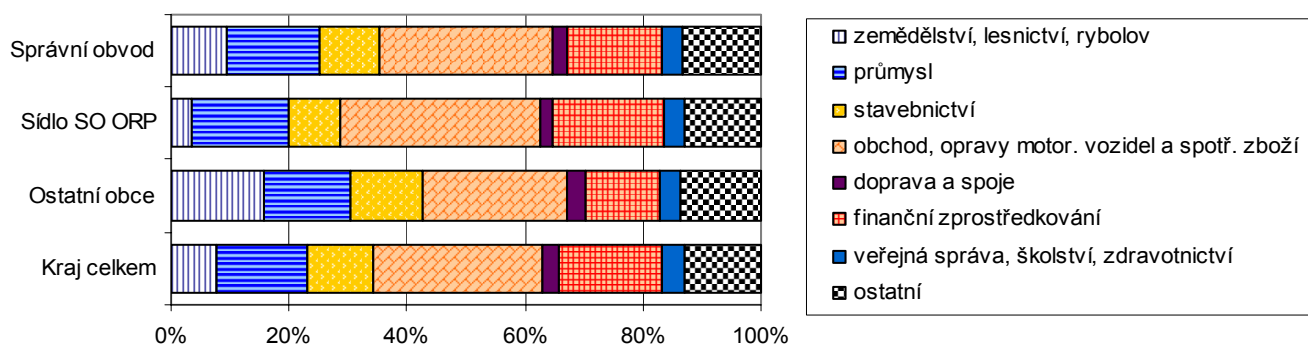 Správní obvod
Sídlo SO ORP
Ostatní obce
Kraj celkem
0% 20% 40% 60% 80% 100%
zemědělství, lesnictví, rybolov
průmysl
stavebnictví
obchod, opravy motor. vozidel a spotř. zboží
doprava a spoje
finanční zprostředkování
veřejná správa, školství, zdravotnictví
ostatní